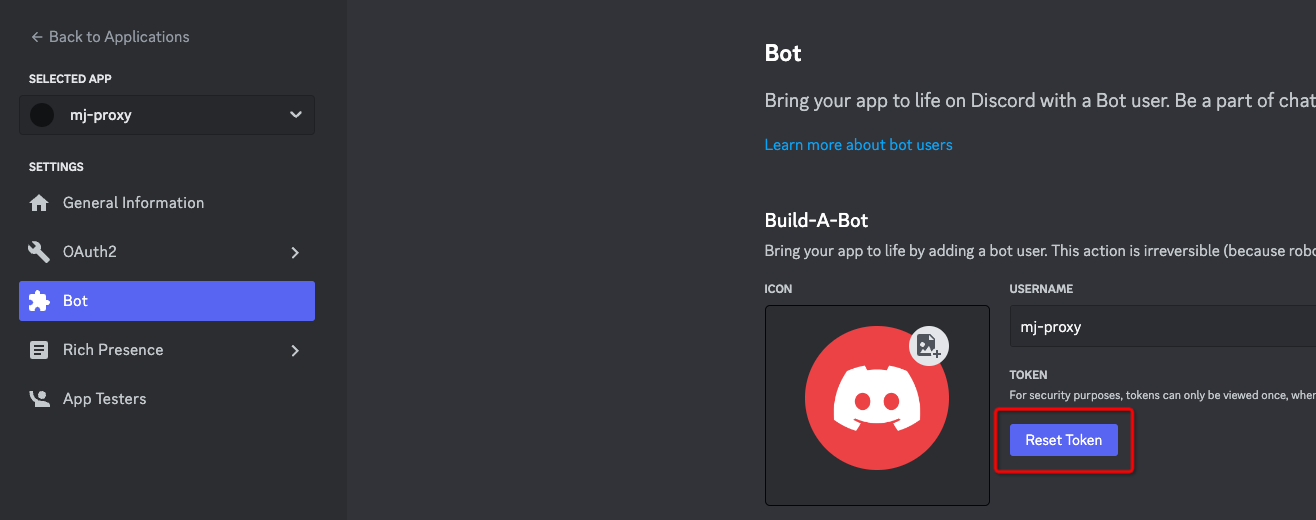 Back to Applications
SELECTED APP
mj-proxy
SETTINGS
General Information
OAuth2
Bot
Rich Presence
App Testers
Bot
Bring your app to life on Discord with a Bot user. Be a part of chat
Learn more about bot users
Build-A-Bot
Bring your app to life by adding a bot user. This action is irreversible (because robo
ICON
USERNAME
mj-proxy
TOKEN
For security purposes, tokens can only be viewed once, when
Reset Token